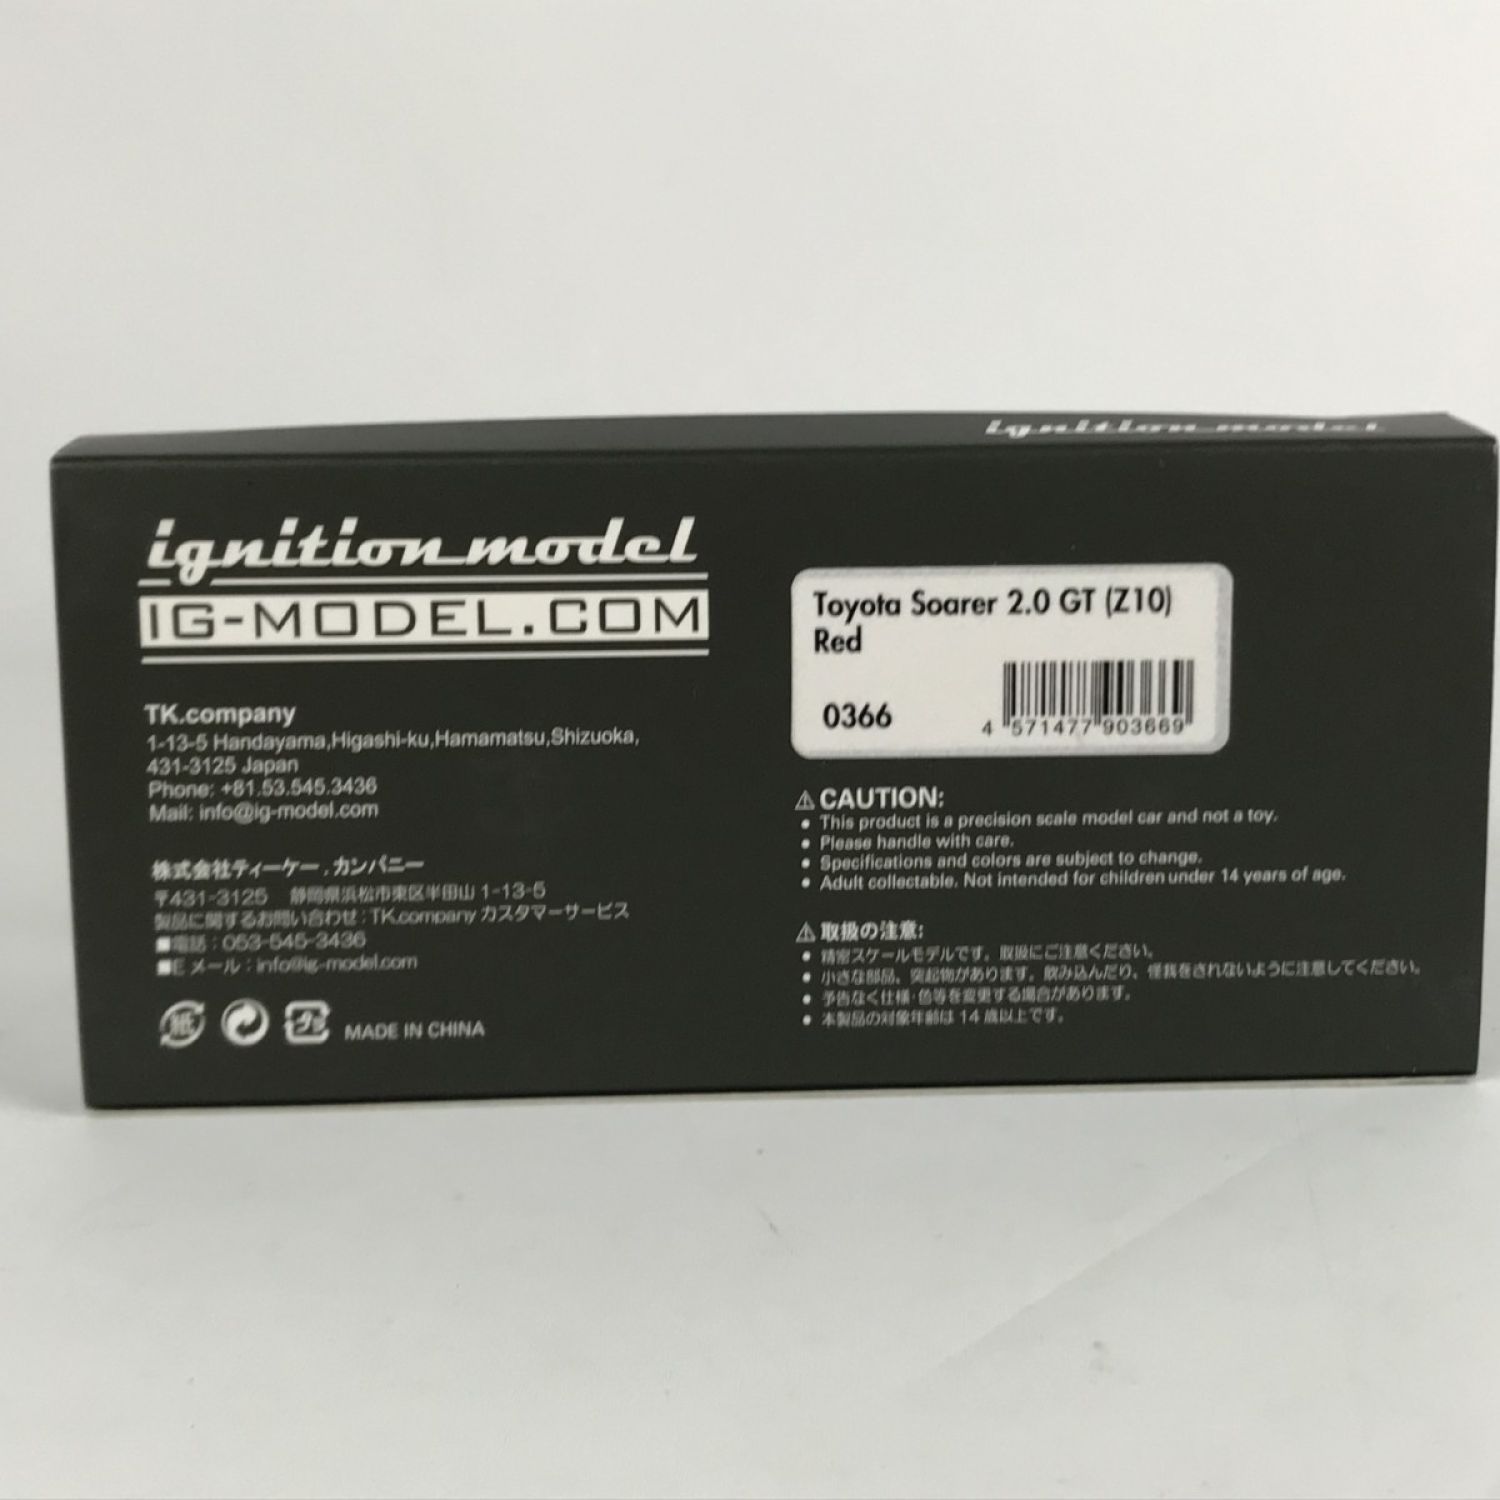 ignition model
ignition model
IG-MODEL.COM
TK.company
1-13-5 Handayama,Higashi-ku,Hamamatsu,Shizuoka,
431-3125 Japan
Phone: +81.53.545.3436
Mail: info@ig-model.com
株式会社ティーケー.カンパニー
〒431-3125 静岡県浜松市東区半田山 1-13-5
製品に関するお問い合わせ:TK.company カスタマーサービス
■電話:053-545-3436
■E メール:info@ig-model.com
紙
プラ
MADE IN CHINA
Toyota Soarer 2.0 GT (Z10)
Red
0366
4 571477 903669
⚠ CAUTION:
• This product is a precision scale model car and not a toy.
• Please handle with care.
• Specifications and colors are subject to change.
• Adult collectable. Not intended for children under 14 years of age.
⚠ 取扱の注意:
• 精密スケールモデルです。取扱にご注意ください。
• 小さな部品、突起物があります。飲み込んだり、怪我をされないように注意してください。
• 予告なく仕様・色等を変更する場合があります。
• 本製品の対象年齢は 14 歳以上です。